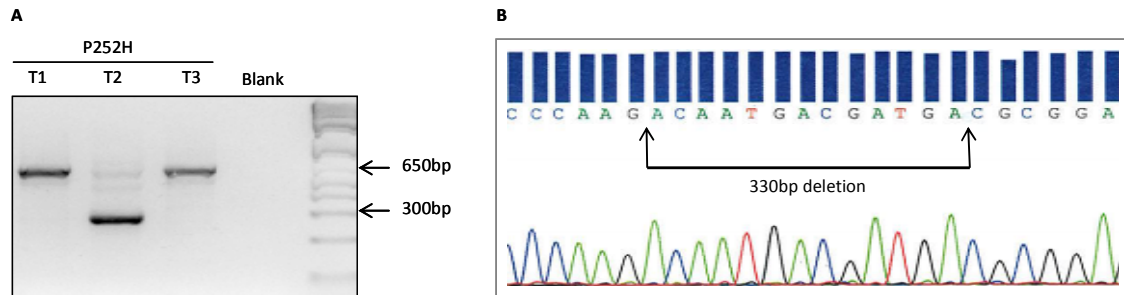 A
P252H
T1 T2 T3 Blank
650bp
300bp
B
C C C A A G A C A A T G A C G A T G A C G C G G A
330bp deletion